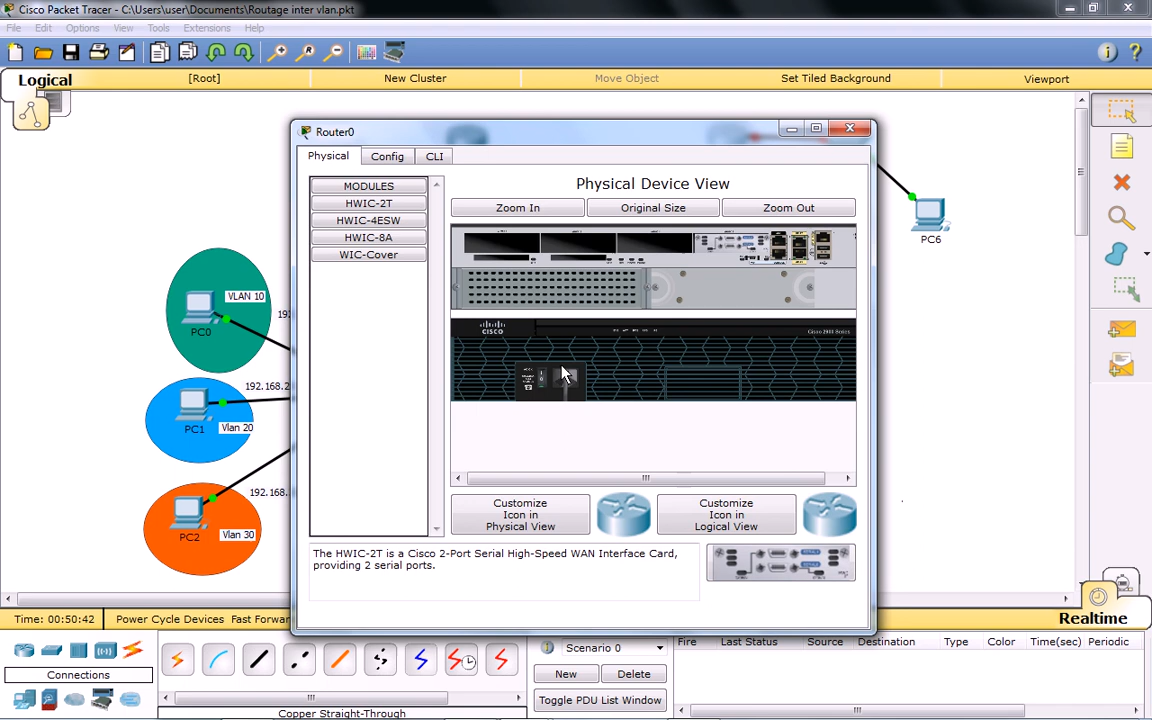 Cisco Packet Tracer - C:\Users\user\Documents\Routage inter vlan.pkt
File Edit Options View Tools Extensions Help
Logical [Root] New Cluster Move Object Set Tiled Background Viewport
Router0
Physical Config CLI
MODULES
HWIC-2T
HWIC-4ESW
HWIC-8A
WIC-Cover
Physical Device View
Zoom In Original Size Zoom Out
CISCO
PC6
VLAN 10
PC0
192.168.2
PC1
Vlan 20
192.168.
PC2
Vlan 30
Customize
Icon in
Physical View
Customize
Icon in
Logical View
The HWIC-2T is a Cisco 2-Port Serial High-Speed WAN Interface Card,
providing 2 serial ports.
Time: 00:50:42 Power Cycle Devices Fast Forwar
Realtime
Connections
Copper Straight-Through
Scenario 0
New Delete
Toggle PDU List Window
Fire Last Status Source Destination Type Color Time(sec) Periodic